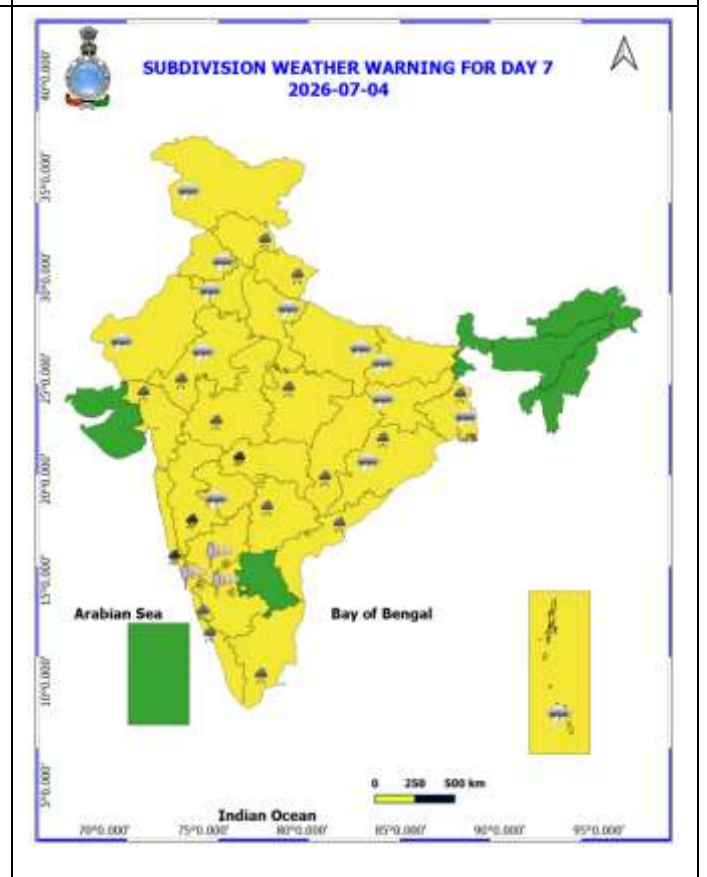 SUBDIVISION WEATHER WARNING FOR DAY 7
2026-07-04
40°0.000'
35°0.000'
30°0.000'
25°0.000'
20°0.000'
15°0.000'
10°0.000'
5°0.000'
Arabian Sea
Bay of Bengal
0 250 500 km
Indian Ocean
70°0.000' 75°0.000' 80°0.000' 85°0.000' 90°0.000' 95°0.000'